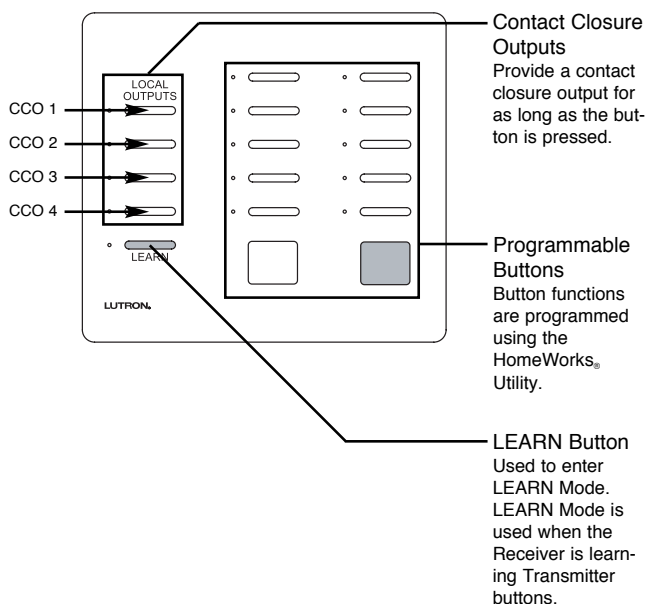 Contact Closure
Outputs
Provide a contact
closure output for
as long as the but-
ton is pressed.
LOCAL
OUTPUTS
CCO 1
CCO 2
CCO 3
CCO 4
LEARN
LUTRON®
Programmable
Buttons
Button functions
are programmed
using the
HomeWorks®
Utility.
LEARN Button
Used to enter
LEARN Mode.
LEARN Mode is
used when the
Receiver is learn-
ing Transmitter
buttons.